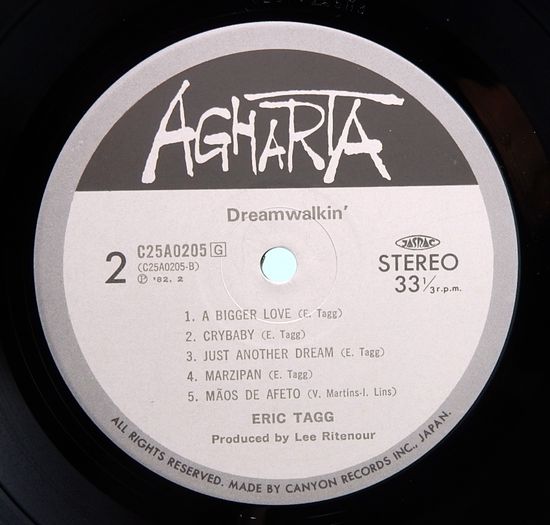 AGHARTA
Dreamwalkin'
2
C25A0205 G
(C25A0205-B)
Ⓟ '82. 2
JASRAC
STEREO
33 1/3 r.p.m.
1. A BIGGER LOVE (E. Tagg)
2. CRYBABY (E. Tagg)
3. JUST ANOTHER DREAM (E. Tagg)
4. MARZIPAN (E. Tagg)
5. MÃOS DE AFETO (V. Martins-I. Lins)
ERIC TAGG
Produced by Lee Ritenour
ALL RIGHTS RESERVED. MADE BY CANYON RECORDS INC., JAPAN.